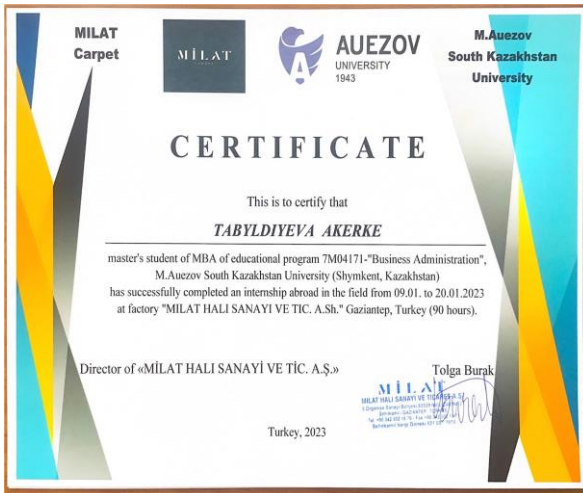 MILAT
Carpet
MİLAT
AUEZOV
UNIVERSITY
1943
M.Auezov
South Kazakhstan
University
CERTIFICATE
This is to certify that
TABYLDIYEVA AKERKE
master's student of MBA of educational program 7M04171-"Business Administration",
M.Auezov South Kazakhstan University (Shymkent, Kazakhstan)
has successfully completed an internship abroad in the field from 09.01. to 20.01.2023
at factory "MILAT HALI SANAYI VE TIC. A.Sh." Gaziantep, Turkey (90 hours).
Director of «MİLAT HALI SANAYİ VE TİC. A.Ş.»
Tolga Burak
MİLAT
MILAT HALI SANAYİ VE TİCARET A.Ş.
Turkey, 2023